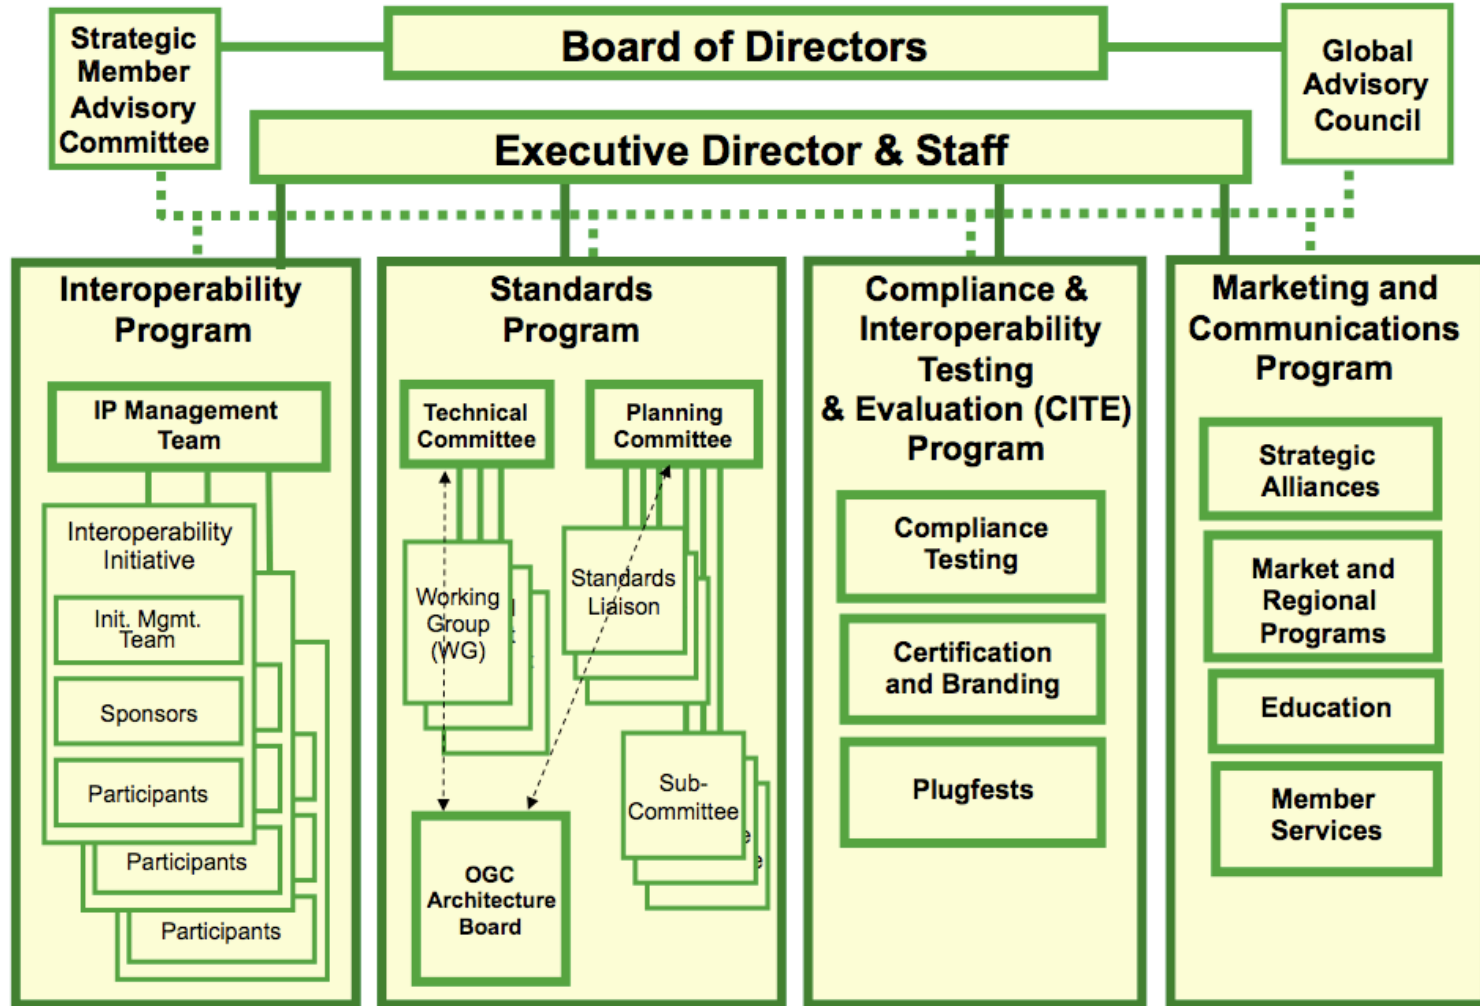 Strategic
Member
Advisory
Committee
Board of Directors
Global
Advisory
Council
Executive Director & Staff
Interoperability
Program
IP Management
Team
Interoperability
Initiative
Init. Mgmt.
Team
Sponsors
Participants
Participants
Participants
Standards
Program
Technical
Committee
Planning
Committee
Working
Group
(WG)
Standards
Liaison
Sub-
Committee
OGC
Architecture
Board
Compliance &
Interoperability
Testing
& Evaluation (CITE)
Program
Compliance
Testing
Certification
and Branding
Plugfests
Marketing and
Communications
Program
Strategic
Alliances
Market and
Regional
Programs
Education
Member
Services